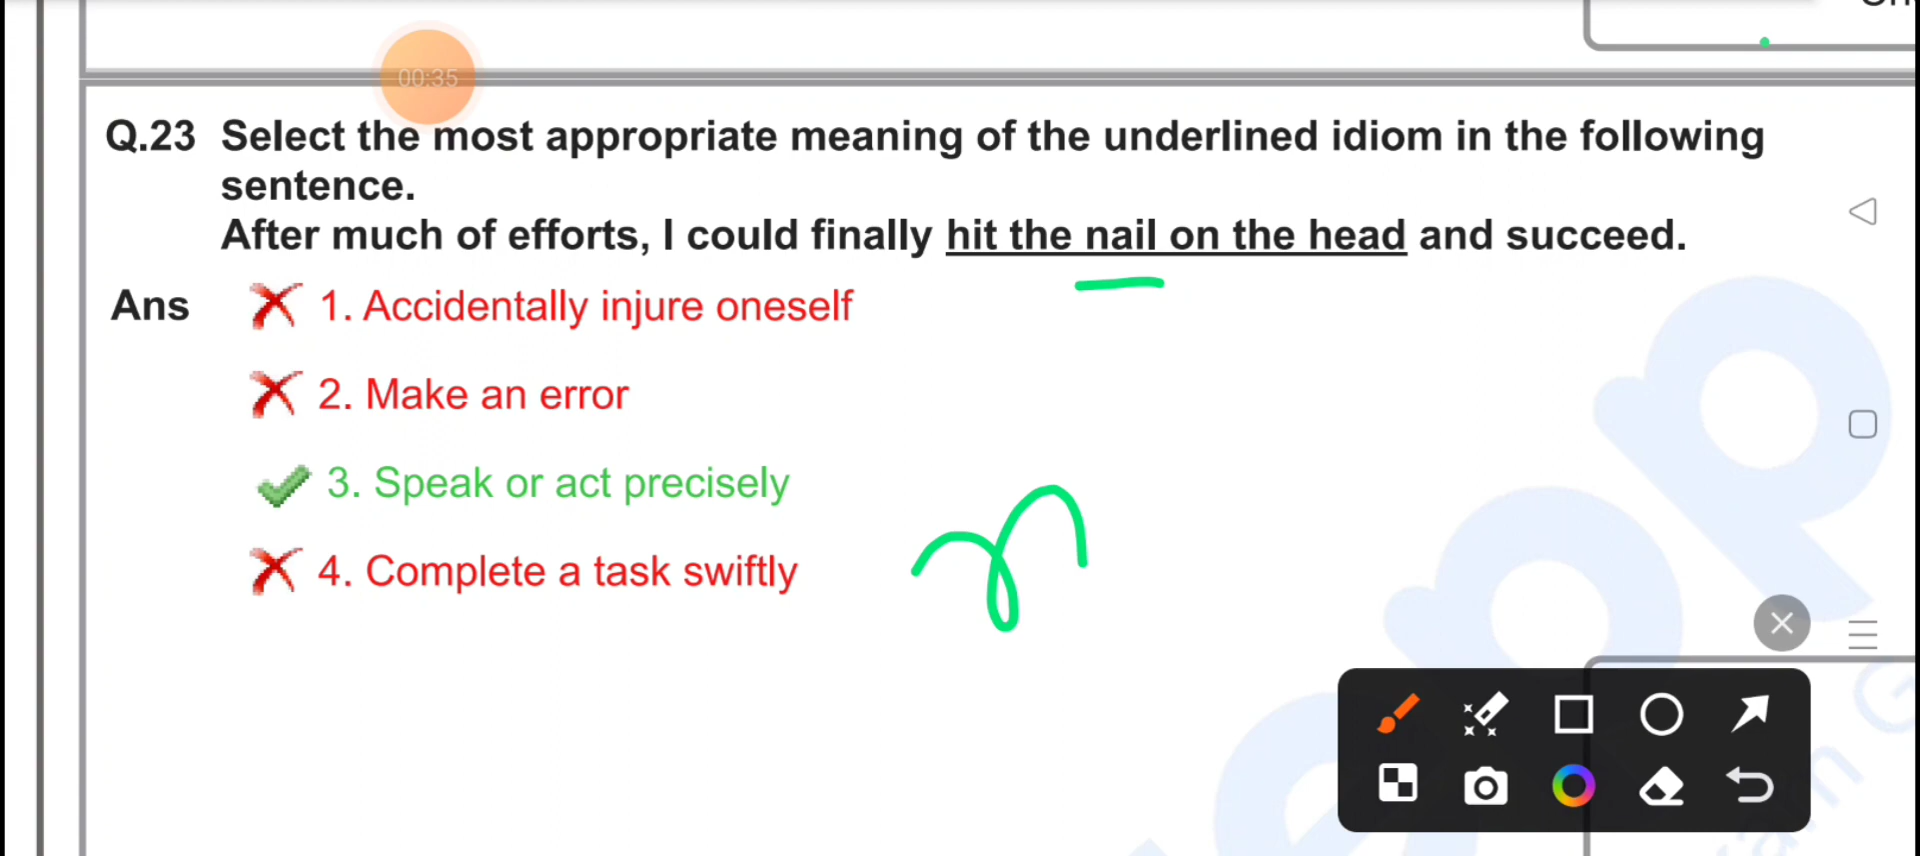 00:35
Q.23 Select the most appropriate meaning of the underlined idiom in the following
sentence.
After much of efforts, I could finally hit the nail on the head and succeed.
Ans 1. Accidentally injure oneself
2. Make an error
3. Speak or act precisely
4. Complete a task swiftly